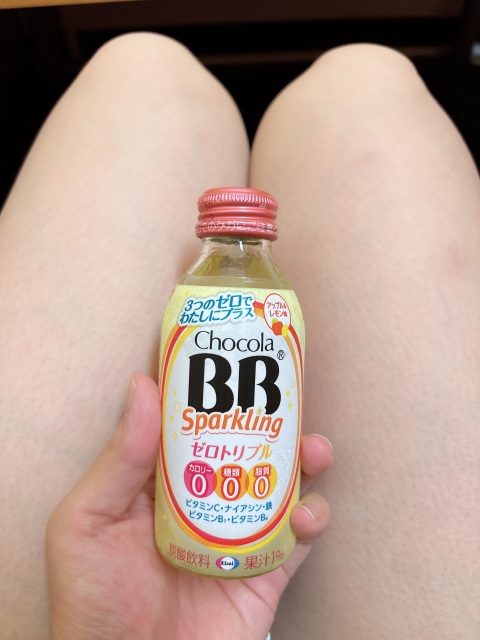 3つのゼロで
わたしにプラス
アップル&
レモン味
Chocola
BB®
Sparkling
ゼロトリプル
カロリー 糖類 脂質
0 0 0
ビタミンC・ナイアシン・鉄
ビタミンB₁・ビタミンB₆
炭酸飲料 Eisai 果汁1%